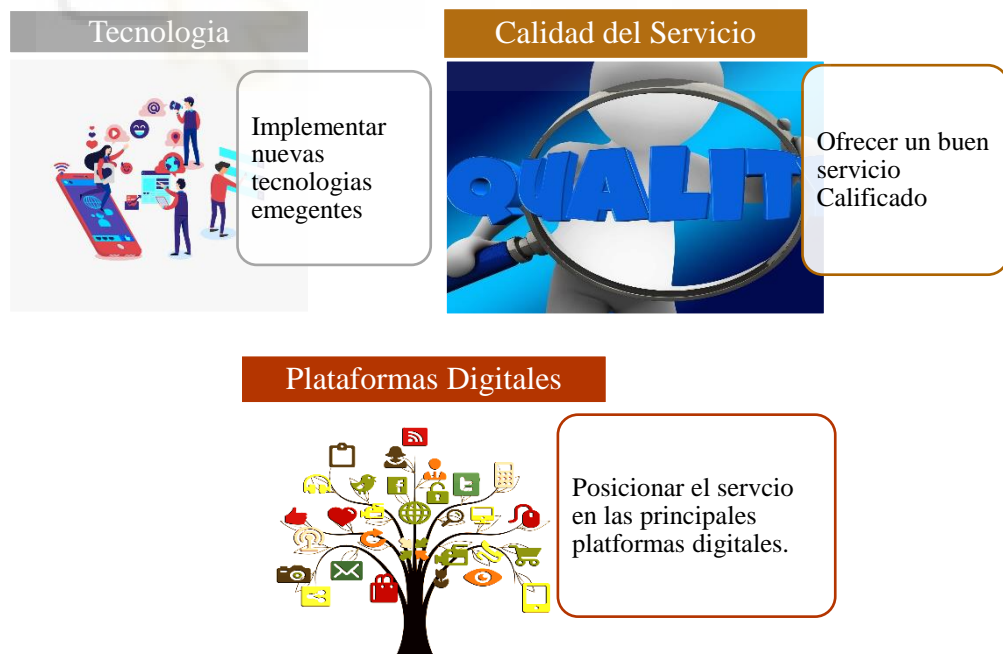 Tecnologia
Implementar
nuevas
tecnologias
emegentes
Calidad del Servicio
QUALIT
Ofrecer un buen
servicio
Calificado
Plataformas Digitales
Posicionar el servcio
en las principales
platformas digitales.